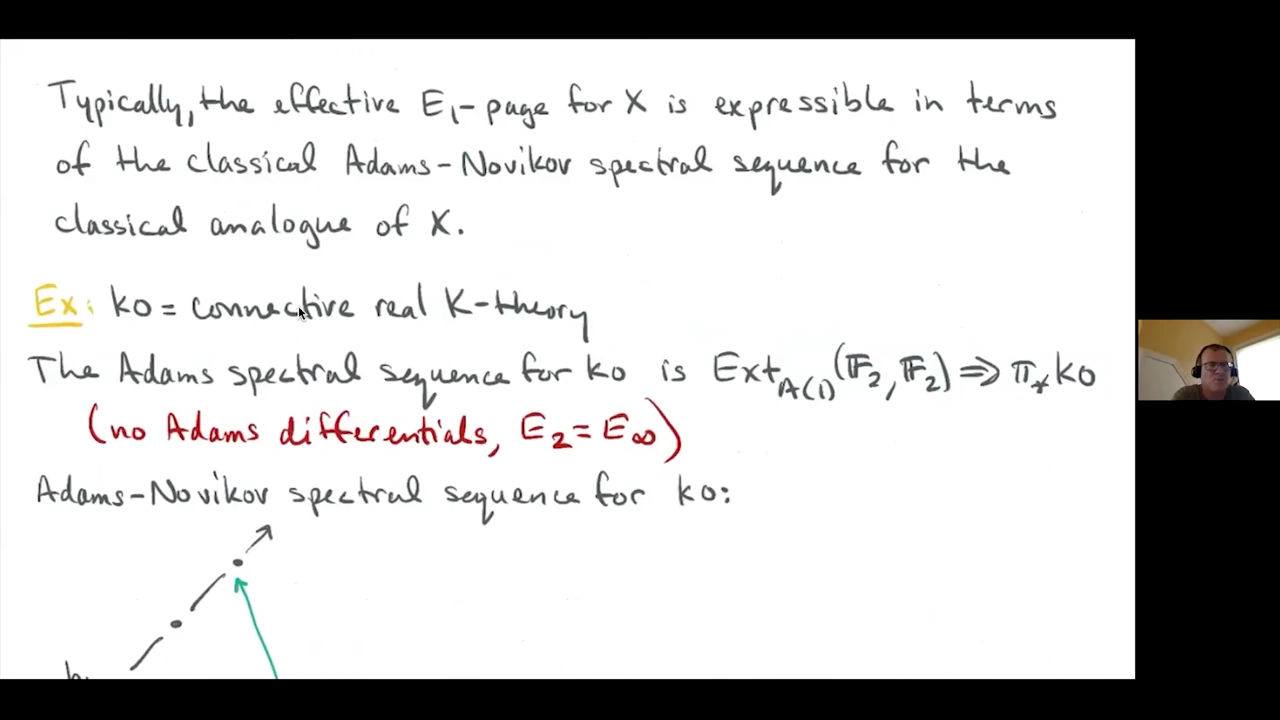 Typically, the effective E₁-page for X is expressible in terms
of the classical Adams-Novikov spectral sequence for the
classical analogue of X.
Ex: ko = connective real K-theory
The Adams spectral sequence for ko is Ext_{A(1)}(𝔽₂, 𝔽₂) ⇒ π_* ko
(no Adams differentials, E₂ = E_∞)
Adams-Novikov spectral sequence for ko: